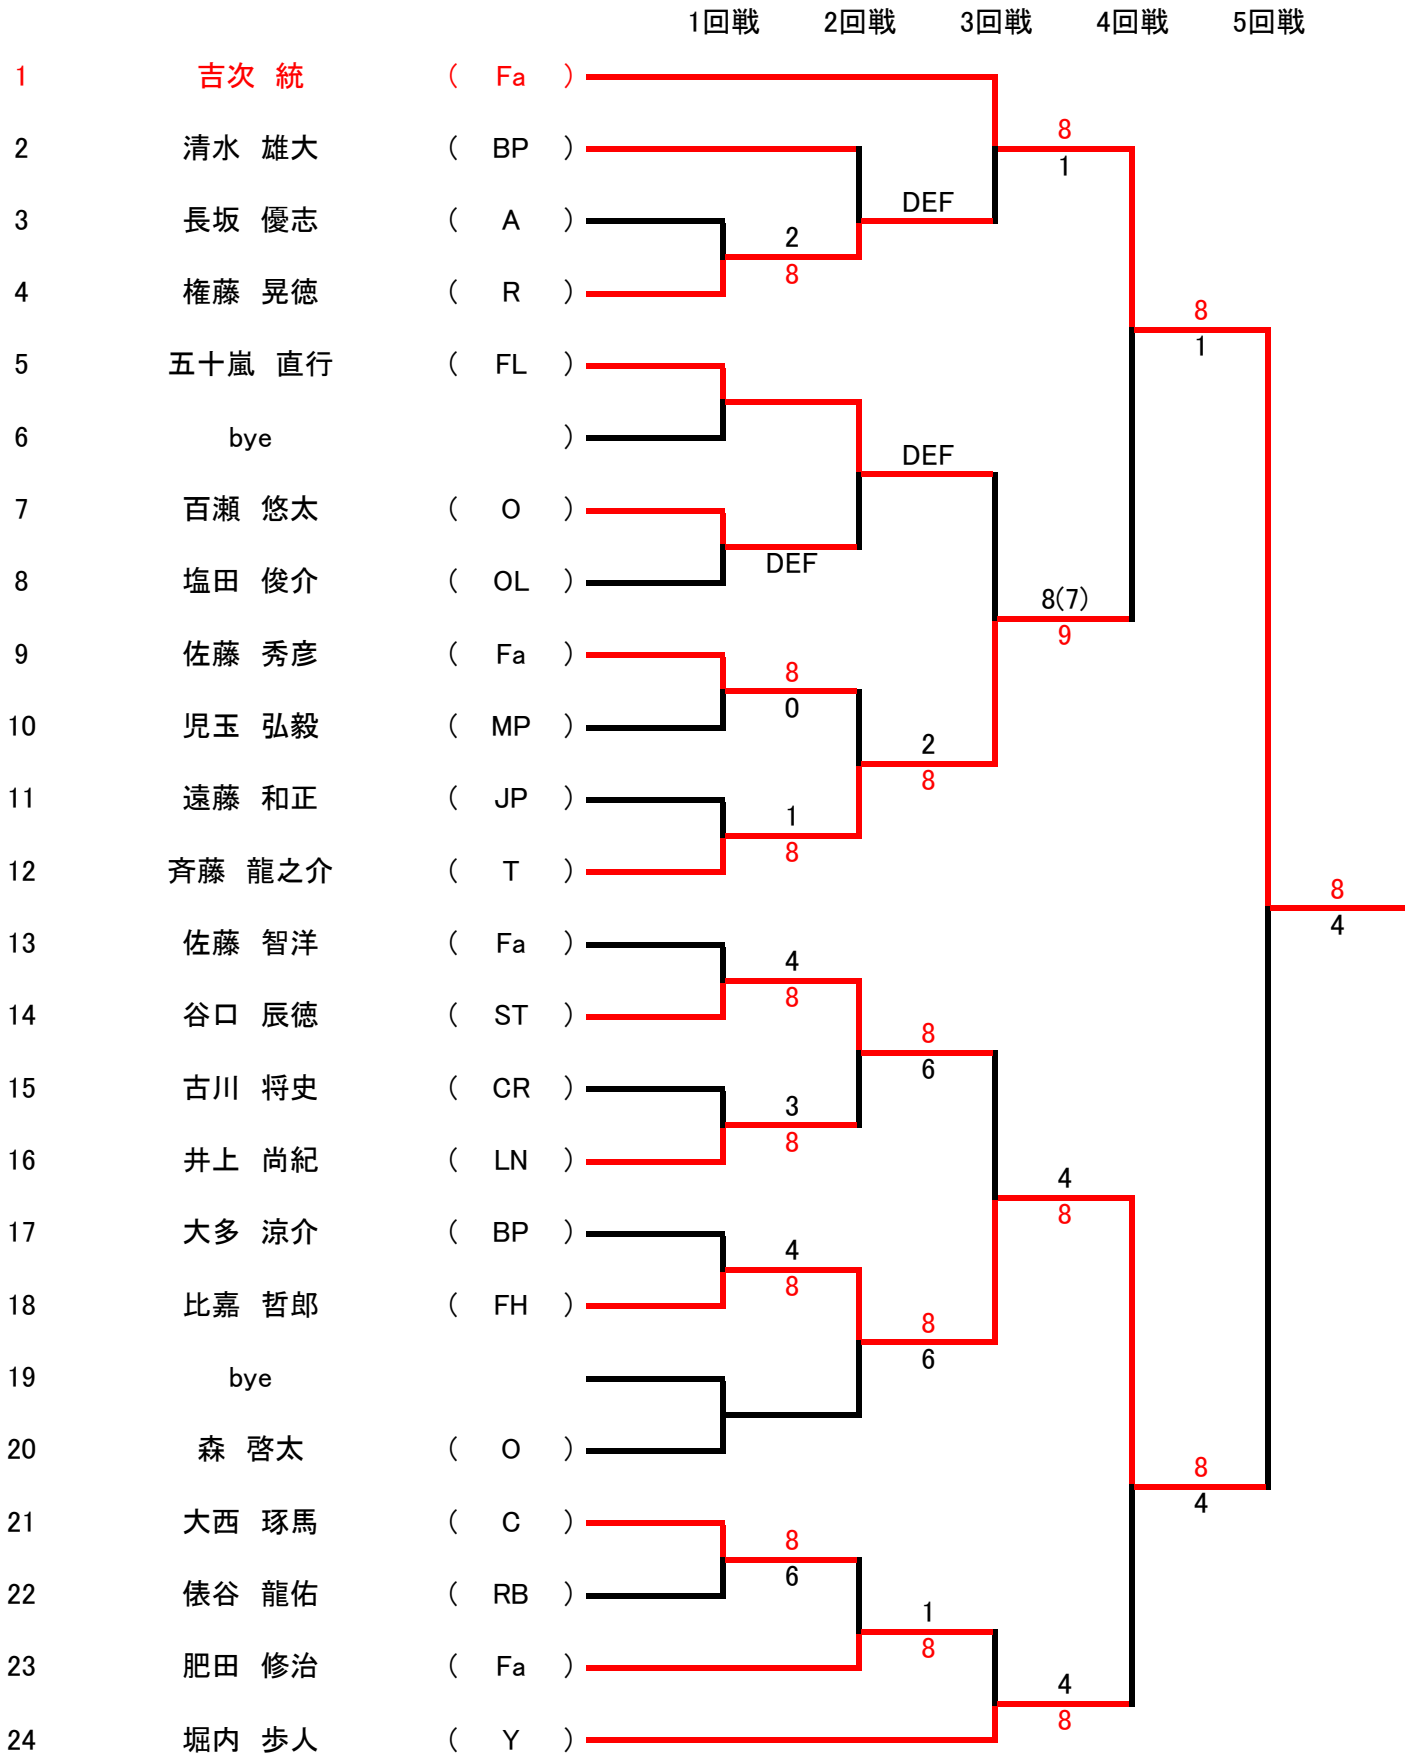 1回戦 2回戦 3回戦 4回戦 5回戦
1 吉次 統 ( Fa )
8
2 清水 雄大 ( BP )
1
DEF
3 長坂 優志 ( A )
2
8
4 権藤 晃徳 ( R )
8
5 五十嵐 直行 ( FL )
1
6 bye )
DEF
7 百瀬 悠太 ( O )
DEF
8 塩田 俊介 ( OL )
8(7)
9
9 佐藤 秀彦 ( Fa )
8
0
10 児玉 弘毅 ( MP )
2
8
11 遠藤 和正 ( JP )
1
8
12 斉藤 龍之介 ( T )
8
4
13 佐藤 智洋 ( Fa )
4
8
14 谷口 辰徳 ( ST )
8
6
15 古川 将史 ( CR )
3
8
16 井上 尚紀 ( LN )
4
8
17 大多 涼介 ( BP )
4
8
18 比嘉 哲郎 ( FH )
8
6
19 bye
20 森 啓太 ( O )
8
4
21 大西 琢馬 ( C )
8
6
22 俵谷 龍佑 ( RB )
1
8
23 肥田 修治 ( Fa )
4
8
24 堀内 歩人 ( Y )